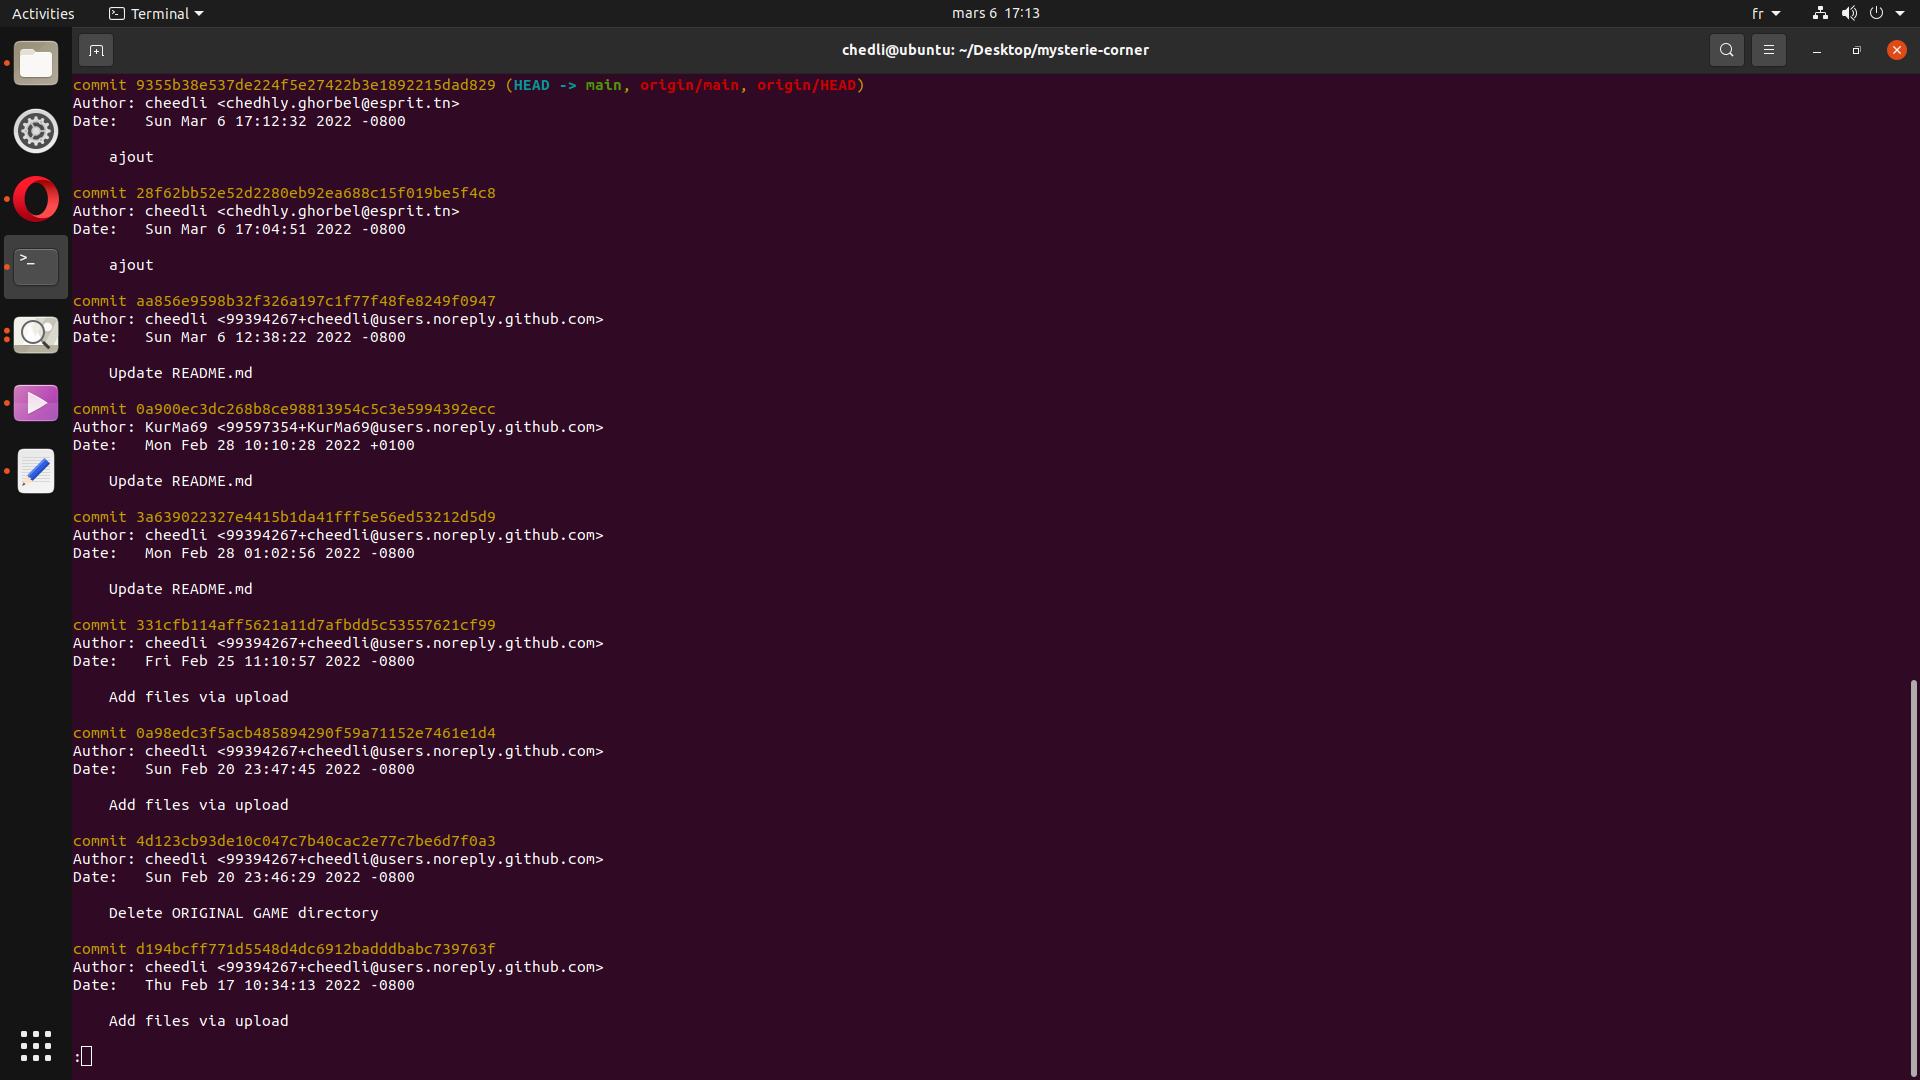 Activities
Terminal
mars 6 17:13
fr
chedli@ubuntu: ~/Desktop/mysterie-corner
commit 9355b38e537de224f5e27422b3e1892215dad829 (HEAD -> main, origin/main, origin/HEAD)
Author: cheedli <chedhly.ghorbel@esprit.tn>
Date:   Sun Mar 6 17:12:32 2022 -0800
ajout
commit 28f62bb52e52d2280eb92ea688c15f019be5f4c8
Author: cheedli <chedhly.ghorbel@esprit.tn>
Date:   Sun Mar 6 17:04:51 2022 -0800
ajout
commit aa856e9598b32f326a197c1f77f48fe8249f0947
Author: cheedli <99394267+cheedli@users.noreply.github.com>
Date:   Sun Mar 6 12:38:22 2022 -0800
Update README.md
commit 0a900ec3dc268b8ce98813954c5c3e5994392ecc
Author: KurMa69 <99597354+KurMa69@users.noreply.github.com>
Date:   Mon Feb 28 10:10:28 2022 +0100
Update README.md
commit 3a639022327e4415b1da41fff5e56ed53212d5d9
Author: cheedli <99394267+cheedli@users.noreply.github.com>
Date:   Mon Feb 28 01:02:56 2022 -0800
Update README.md
commit 331cfb114aff5621a11d7afbdd5c53557621cf99
Author: cheedli <99394267+cheedli@users.noreply.github.com>
Date:   Fri Feb 25 11:10:57 2022 -0800
Add files via upload
commit 0a98edc3f5acb485894290f59a71152e7461e1d4
Author: cheedli <99394267+cheedli@users.noreply.github.com>
Date:   Sun Feb 20 23:47:45 2022 -0800
Add files via upload
commit 4d123cb93de10c047c7b40cac2e77c7be6d7f0a3
Author: cheedli <99394267+cheedli@users.noreply.github.com>
Date:   Sun Feb 20 23:46:29 2022 -0800
Delete ORIGINAL GAME directory
commit d194bcff771d5548d4dc6912badddbabc739763f
Author: cheedli <99394267+cheedli@users.noreply.github.com>
Date:   Thu Feb 17 10:34:13 2022 -0800
Add files via upload
: